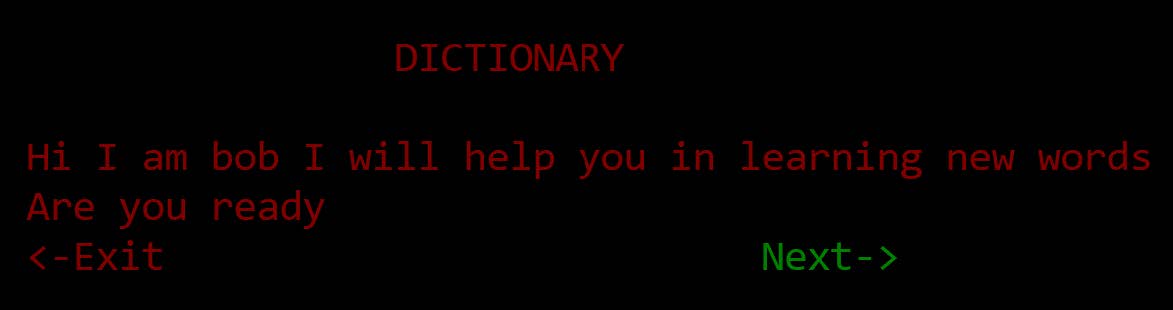 DICTIONARY
Hi I am bob I will help you in learning new words
Are you ready
<-Exit Next->